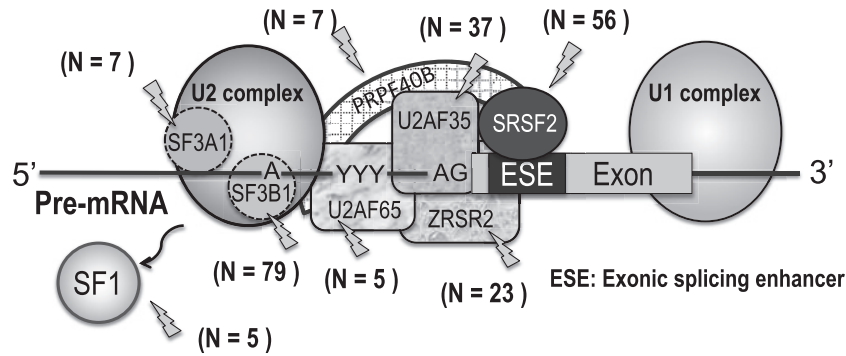 (N = 7 )
(N = 37 )
(N = 56 )
(N = 7 )
U2 complex
PRPF40B
U2AF35
SRSF2
U1 complex
SF3A1
5’
A
SF3B1
YYY
AG
ESE
Exon
3’
Pre-mRNA
U2AF65
ZRSR2
SF1
(N = 79 )
(N = 5 )
(N = 23 )
ESE: Exonic splicing enhancer
(N = 5 )